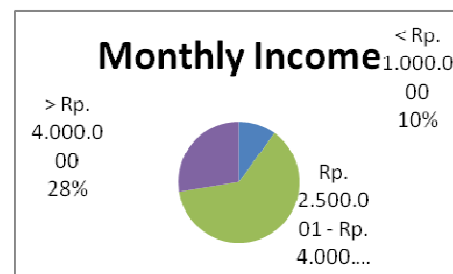 Monthly Income
< Rp.
1.000.0
00
10%
> Rp.
4.000.0
00
28%
Rp.
2.500.0
01 - Rp.
4.000....